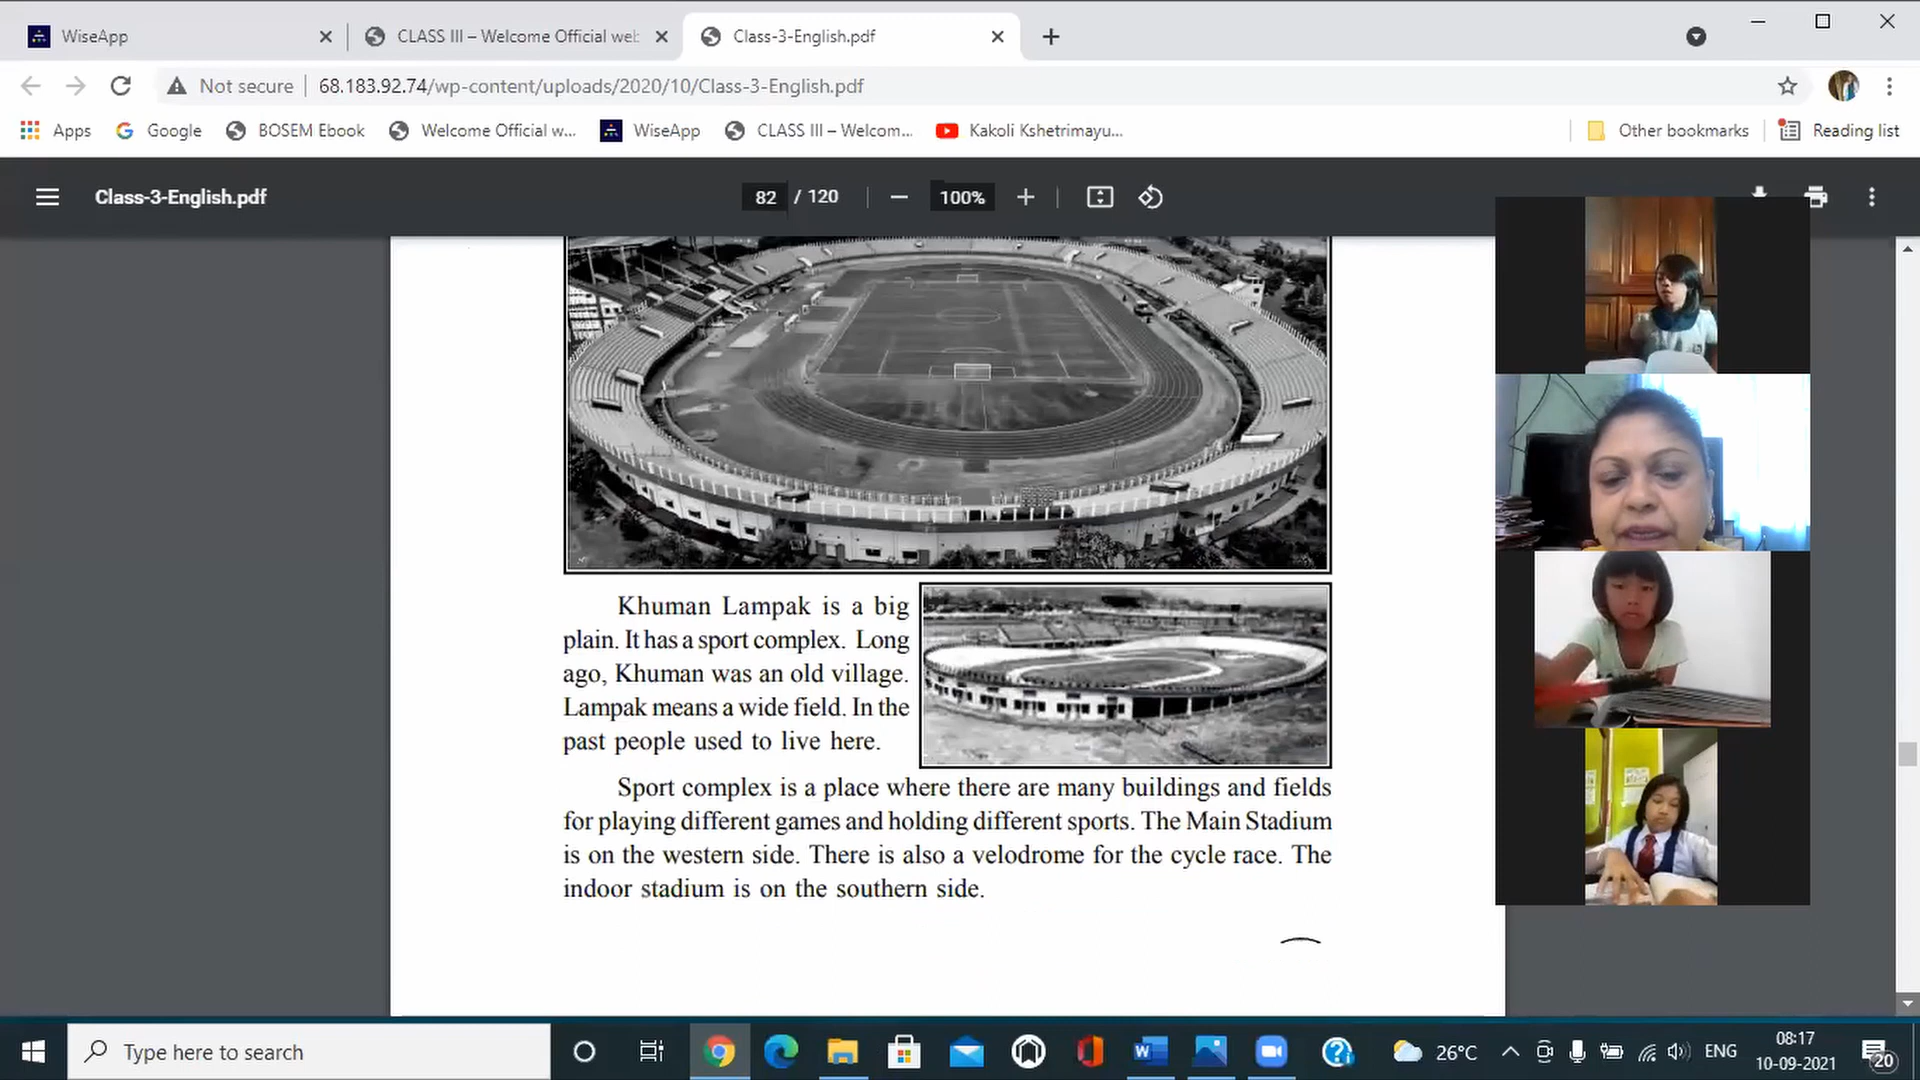 WiseApp
CLASS III – Welcome Official web
Class-3-English.pdf
Not secure
68.183.92.74/wp-content/uploads/2020/10/Class-3-English.pdf
Apps
Google
BOSEM Ebook
Welcome Official w...
WiseApp
CLASS III – Welcom...
Kakoli Kshetrimayu...
Other bookmarks
Reading list
Class-3-English.pdf
82 / 120
100%
Khuman Lampak is a big
plain. It has a sport complex. Long
ago, Khuman was an old village.
Lampak means a wide field. In the
past people used to live here.
Sport complex is a place where there are many buildings and fields
for playing different games and holding different sports. The Main Stadium
is on the western side. There is also a velodrome for the cycle race. The
indoor stadium is on the southern side.
Type here to search
26°C
ENG
08:17
10-09-2021
20